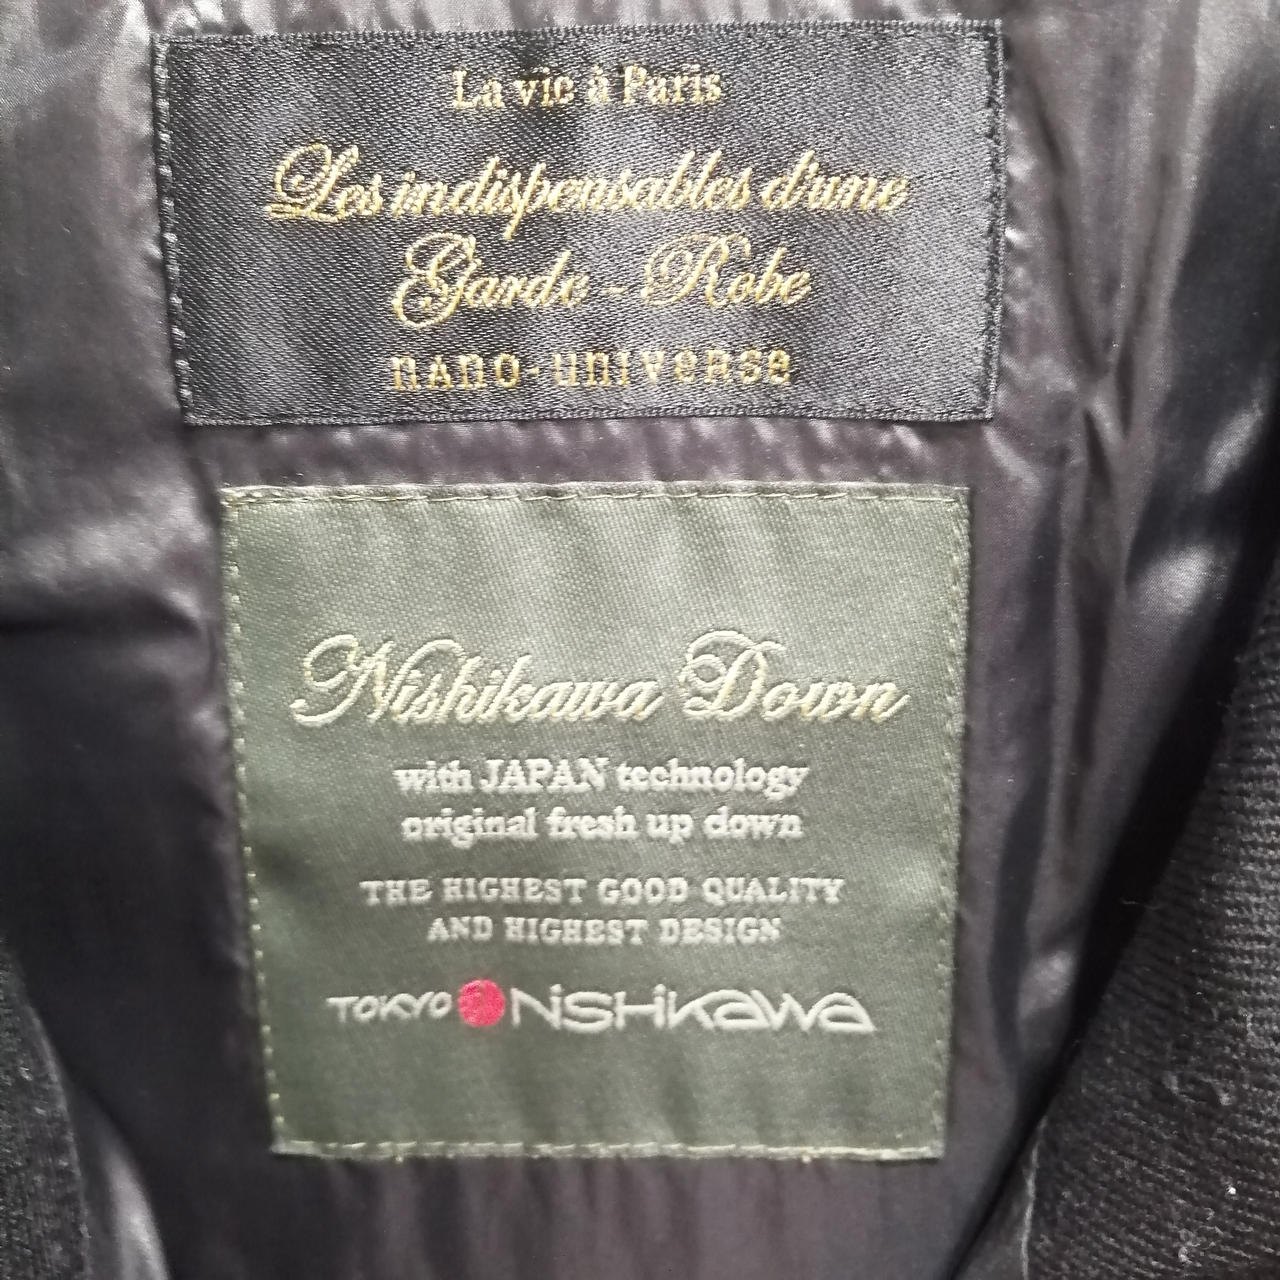 La vie à Paris
Les indispensables d'une
Garde - Robe
nano·universe
Nishikawa Down
with JAPAN technology
original fresh up down
THE HIGHEST GOOD QUALITY
AND HIGHEST DESIGN
TOKYO NiSHiKaWa